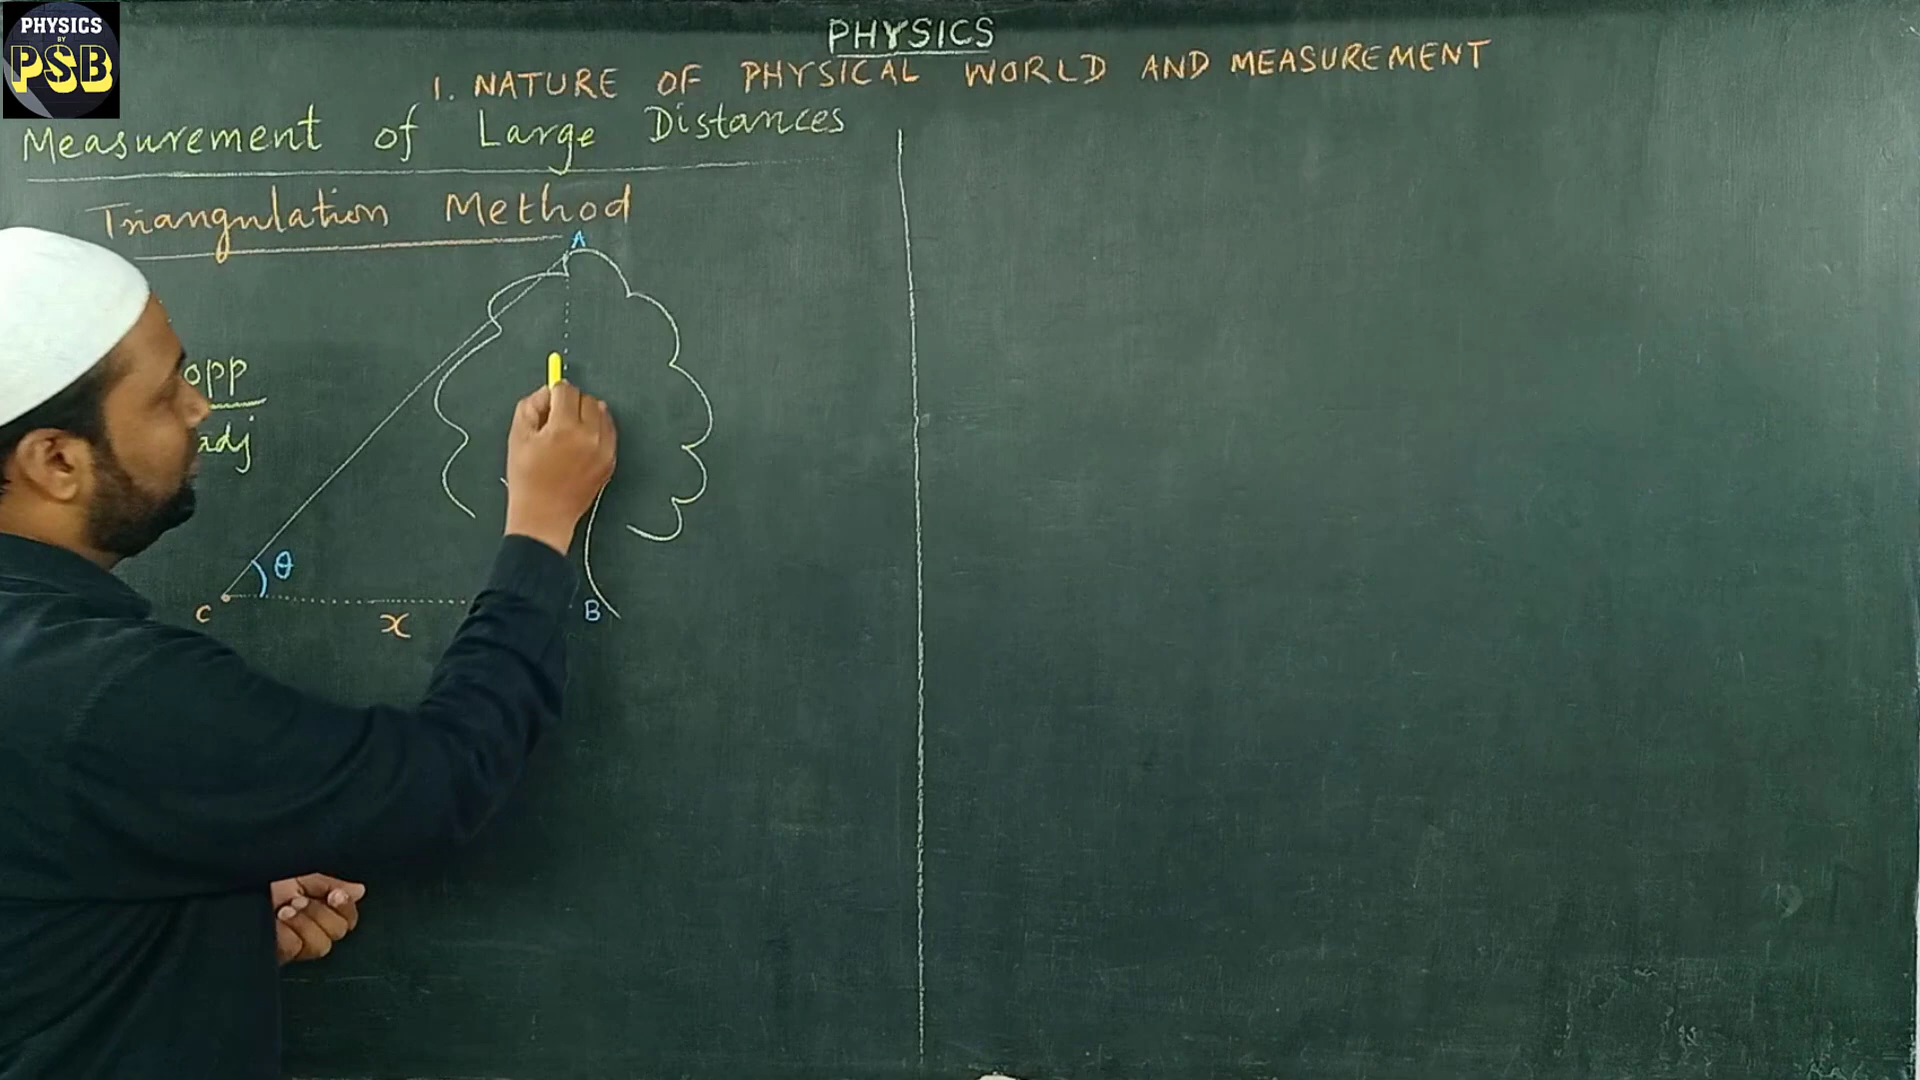 PHYSICS
BY
PSB
PHYSICS
1. NATURE OF PHYSICAL WORLD AND MEASUREMENT
Measurement of Large Distances
Triangulation Method
A
opp
adj
θ
C
x
B